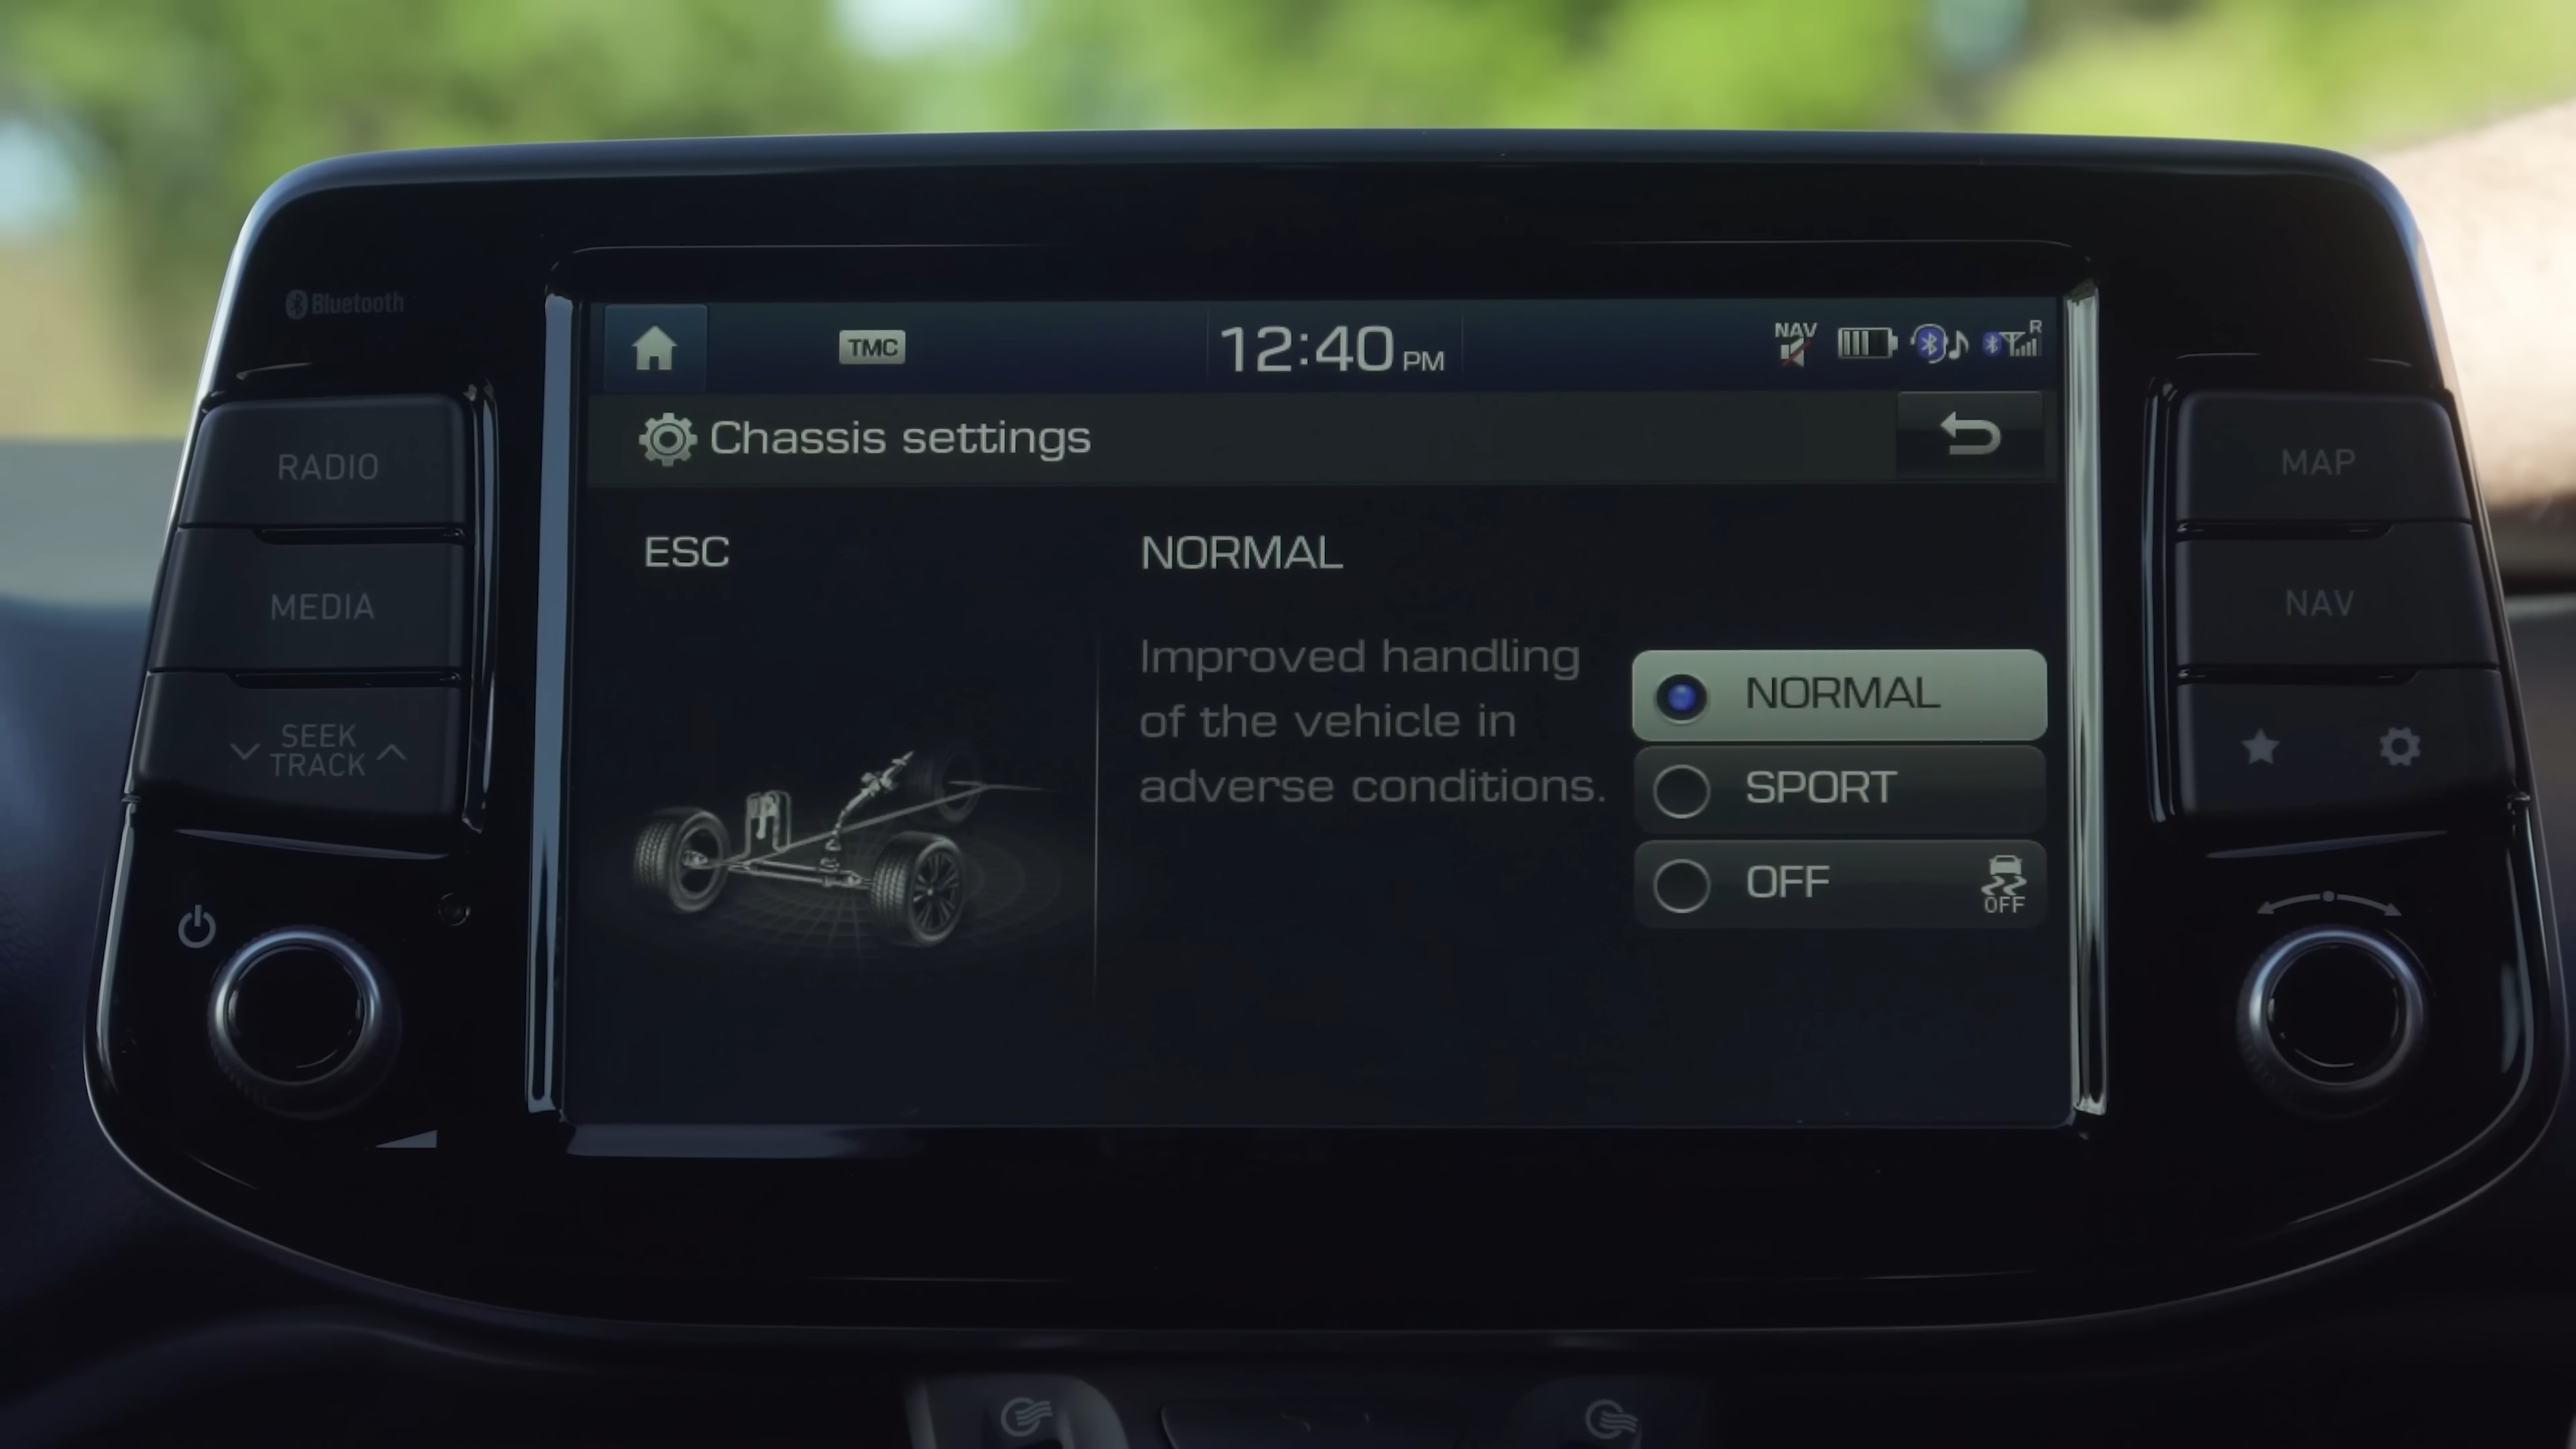 Bluetooth
TMC
12:40 PM
NAV
R
Chassis settings
RADIO
MEDIA
SEEK
TRACK
ESC
NORMAL
Improved handling
of the vehicle in
adverse conditions.
NORMAL
SPORT
OFF
OFF
MAP
NAV